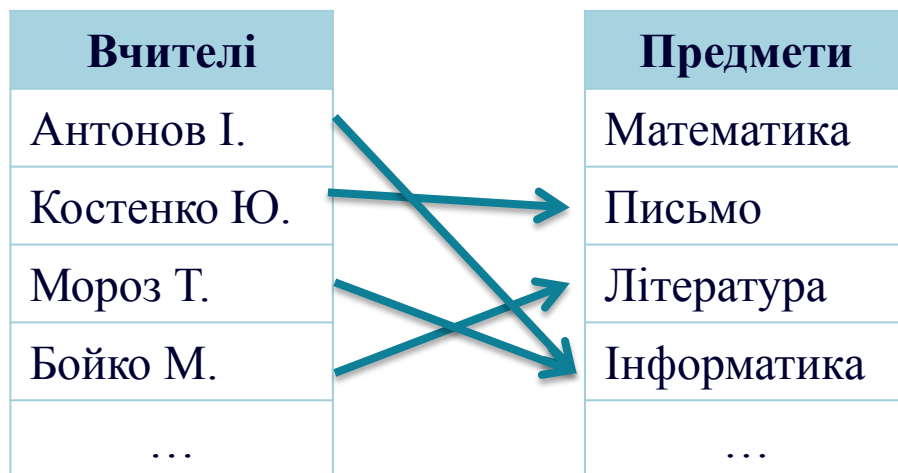 Вчителі
Антонов І.
Костенко Ю.
Мороз Т.
Бойко М.
…
Предмети
Математика
Письмо
Література
Інформатика
…